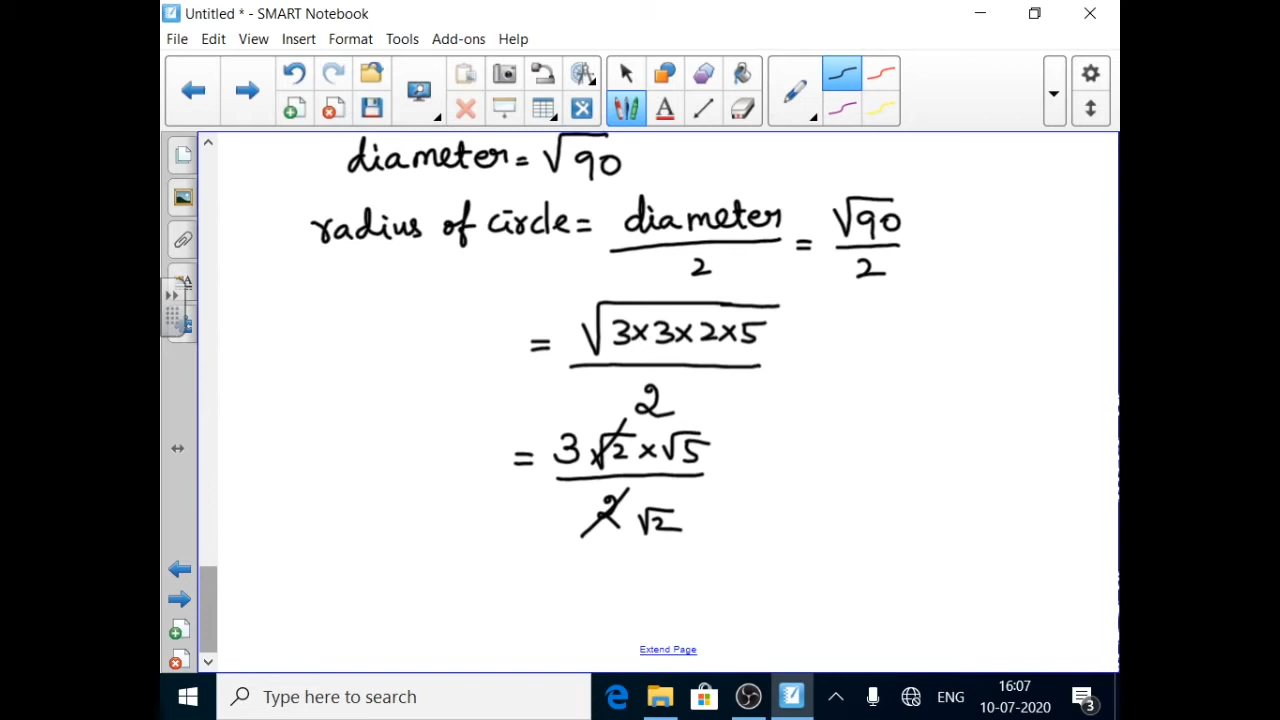 Untitled * - SMART Notebook
File Edit View Insert Format Tools Add-ons Help
diameter = √90
radius of circle = diameter/2 = √90/2
= √3×3×2×5/2
= 3√2×√5/2 √2
Extend Page
Type here to search
ENG
16:07
10-07-2020
3